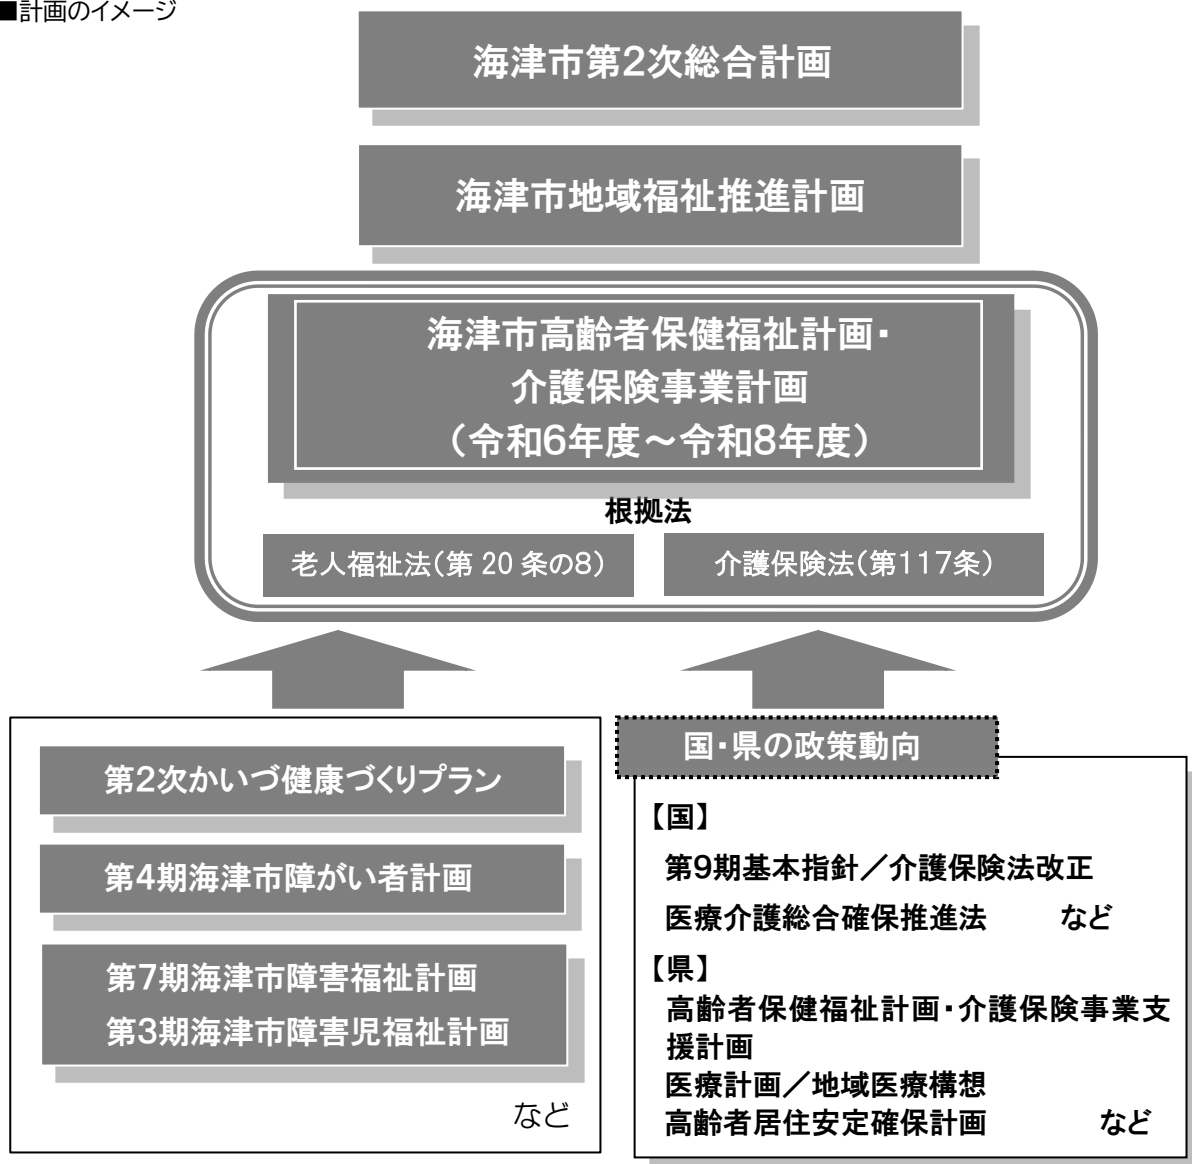 ■計画のイメージ
海津市第2次総合計画
海津市地域福祉推進計画
海津市高齢者保健福祉計画・
介護保険事業計画
（令和6年度～令和8年度）
根拠法
老人福祉法（第 20 条の8）
介護保険法（第117条）
第2次かいづ健康づくりプラン
第4期海津市障がい者計画
第7期海津市障害福祉計画
第3期海津市障害児福祉計画
など
国・県の政策動向
【国】
第9期基本指針／介護保険法改正
医療介護総合確保推進法 など
【県】
高齢者保健福祉計画・介護保険事業支
援計画
医療計画／地域医療構想
高齢者居住安定確保計画 など